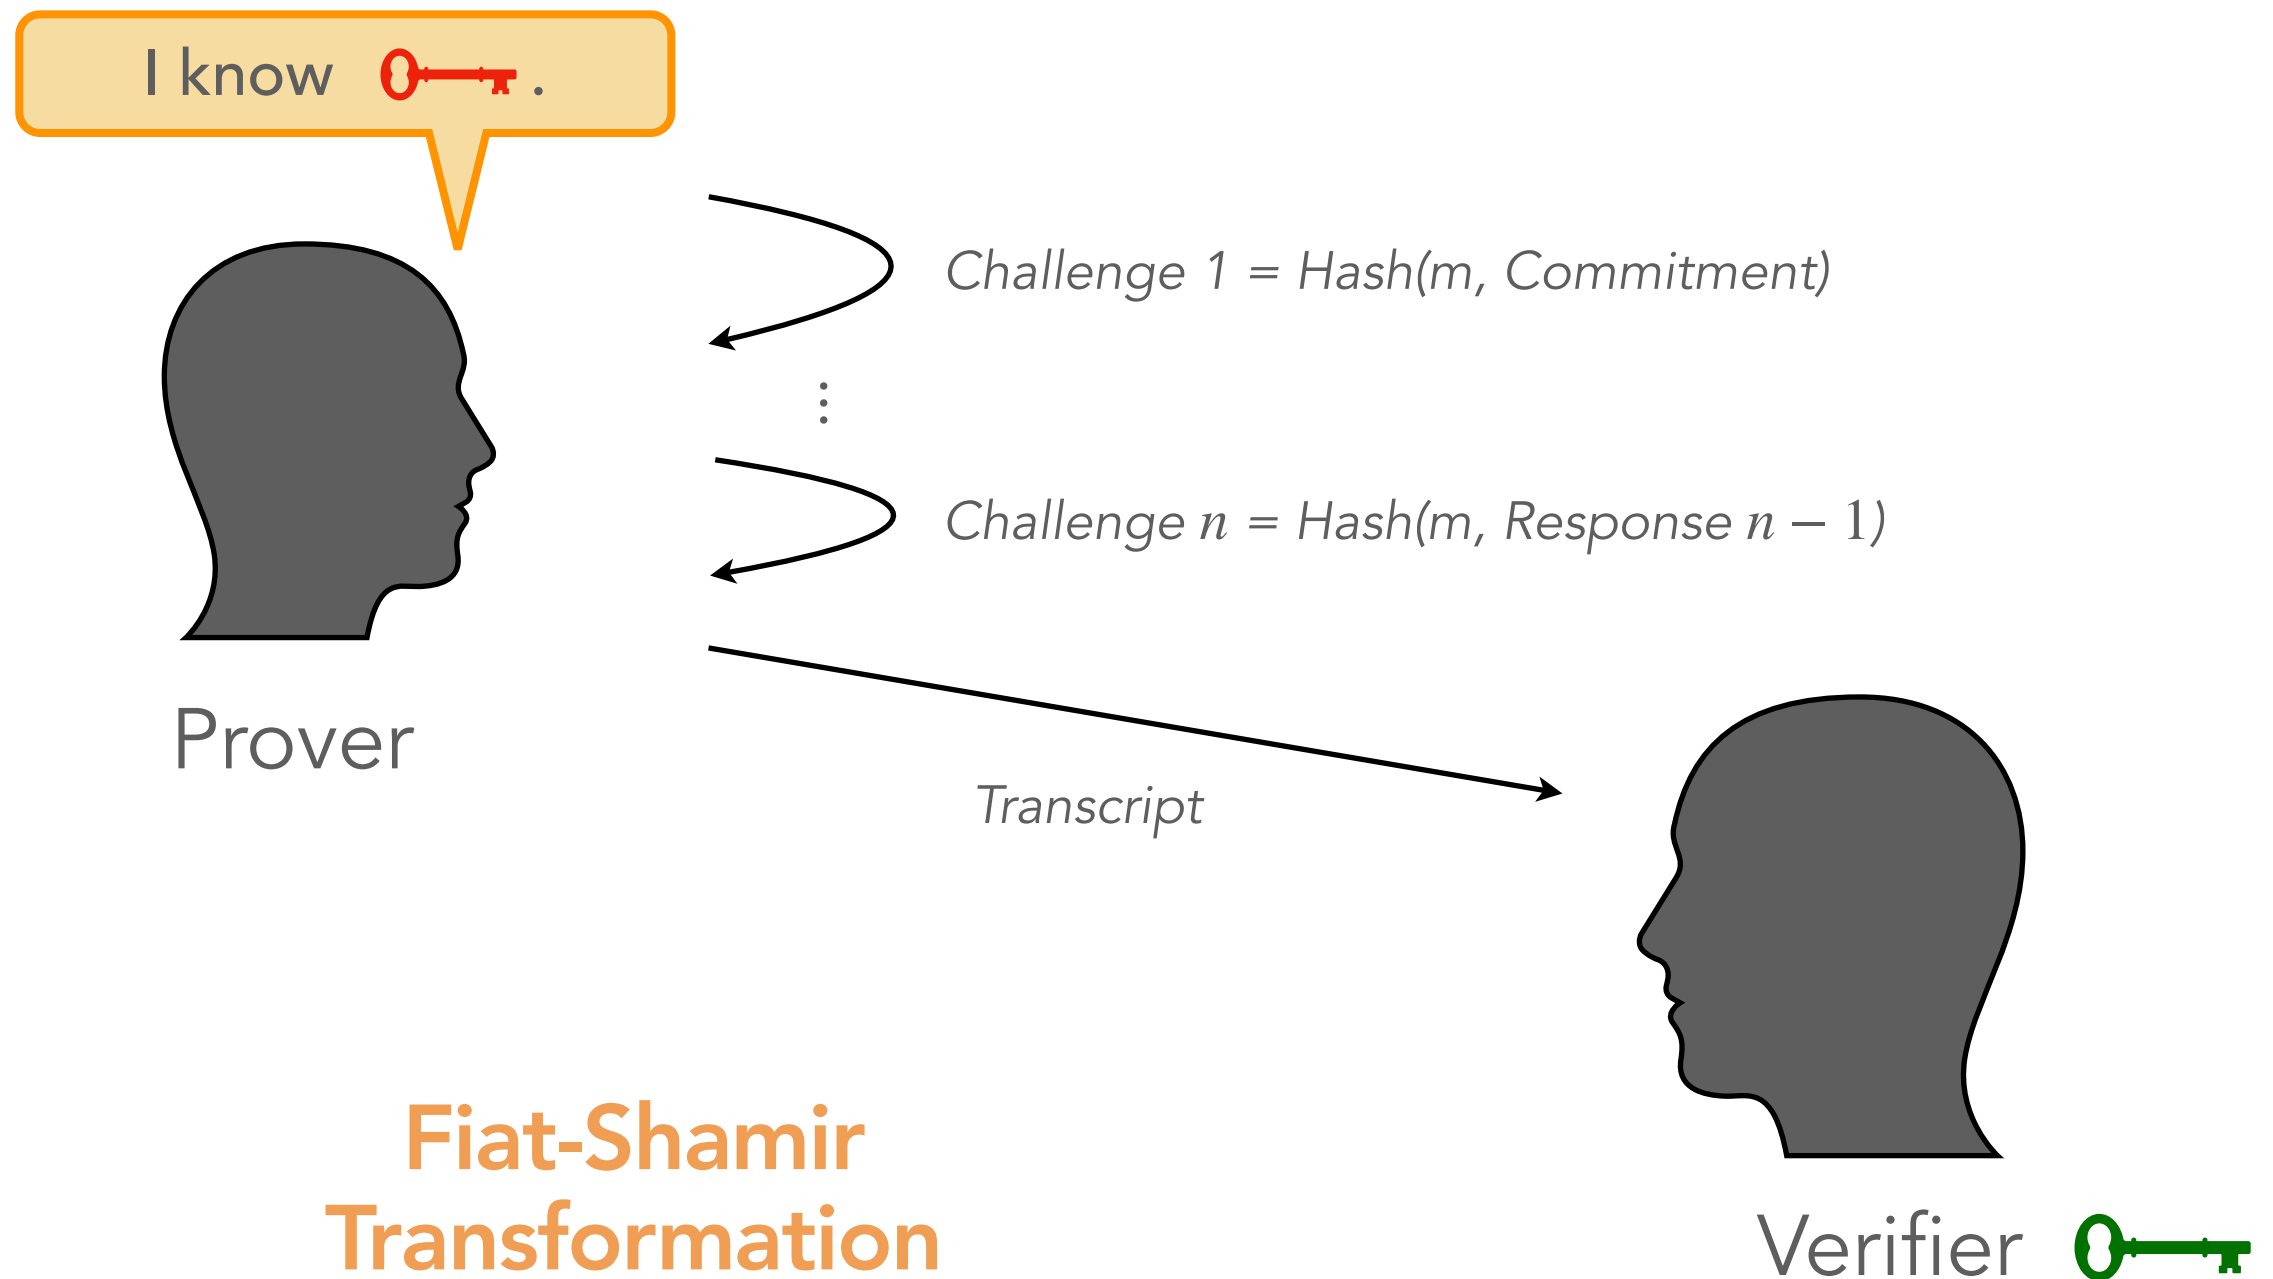 I know .
Challenge 1 = Hash(m, Commitment)
⋮
Challenge n = Hash(m, Response n − 1)
Prover
Transcript
Fiat-Shamir
Transformation
Verifier